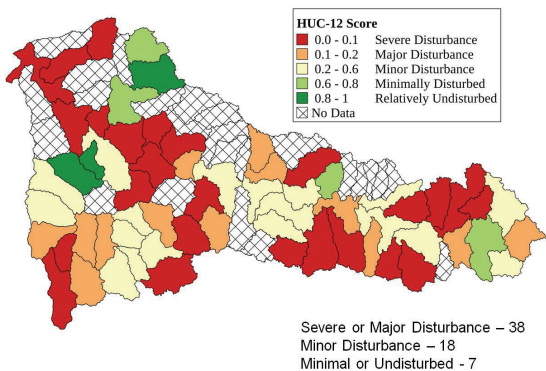 HUC-12 Score
0.0 - 0.1 Severe Disturbance
0.1 - 0.2 Major Disturbance
0.2 - 0.6 Minor Disturbance
0.6 - 0.8 Minimally Disturbed
0.8 - 1 Relatively Undisturbed
No Data
Severe or Major Disturbance – 38
Minor Disturbance – 18
Minimal or Undisturbed - 7